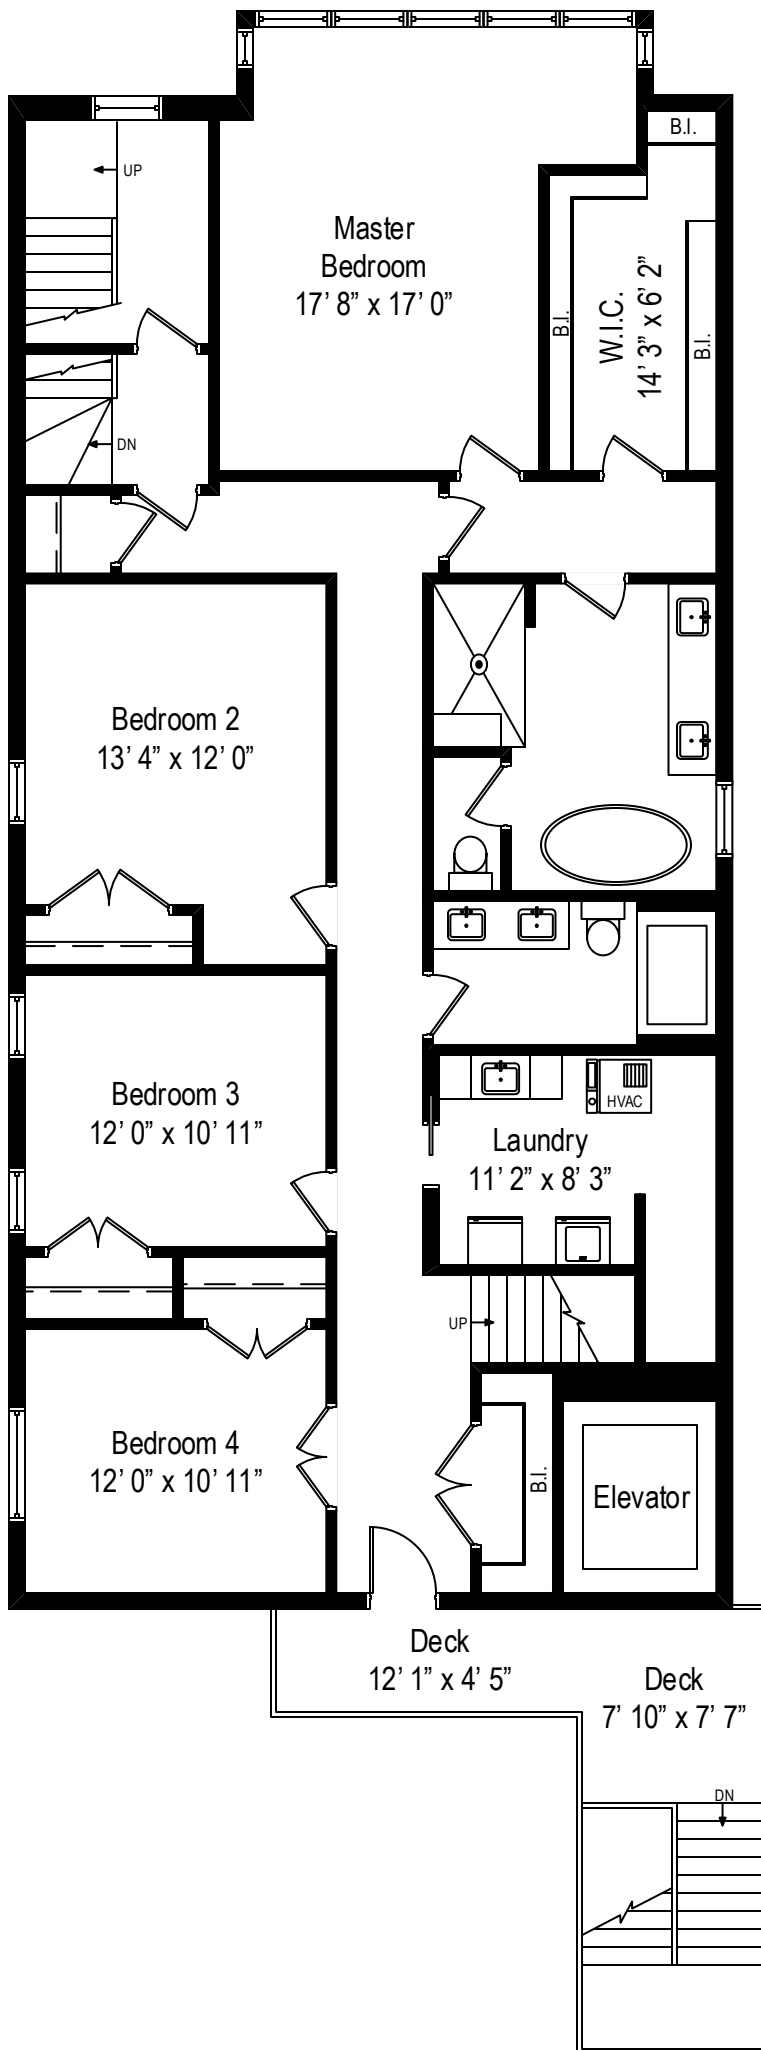 B.I.
UP
Master
Bedroom
17’ 8” x 17’ 0”
B.I.
W.I.C.
14’ 3” x 6’ 2”
B.I.
DN
Bedroom 2
13’ 4” x 12’ 0”
Bedroom 3
12’ 0” x 10’ 11”
HVAC
Laundry
11’ 2” x 8’ 3”
UP
Bedroom 4
12’ 0” x 10’ 11”
B.I.
Elevator
Deck
12’ 1” x 4’ 5”
Deck
7’ 10” x 7’ 7”
DN